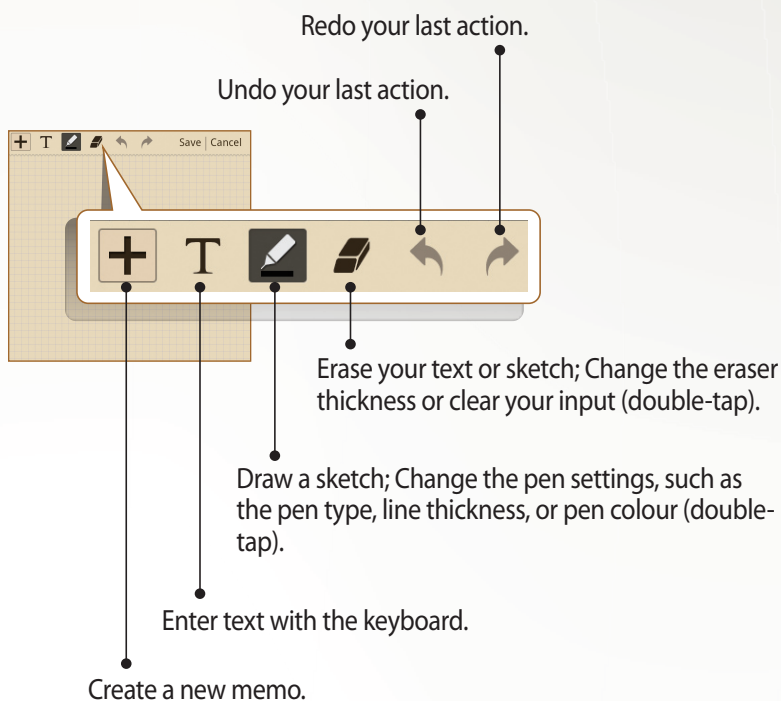 Redo your last action.
Undo your last action.
T Save | Cancel
T
Erase your text or sketch; Change the eraser
thickness or clear your input (double-tap).
Draw a sketch; Change the pen settings, such as
the pen type, line thickness, or pen colour (double-
tap).
Enter text with the keyboard.
Create a new memo.